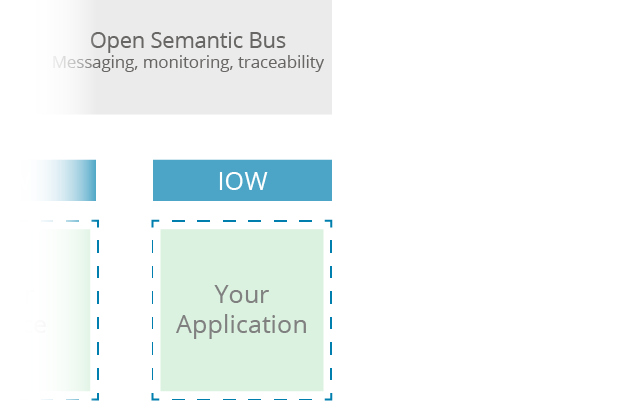 Open Semantic Bus
Messaging, monitoring, traceability
IOW
Your
Application